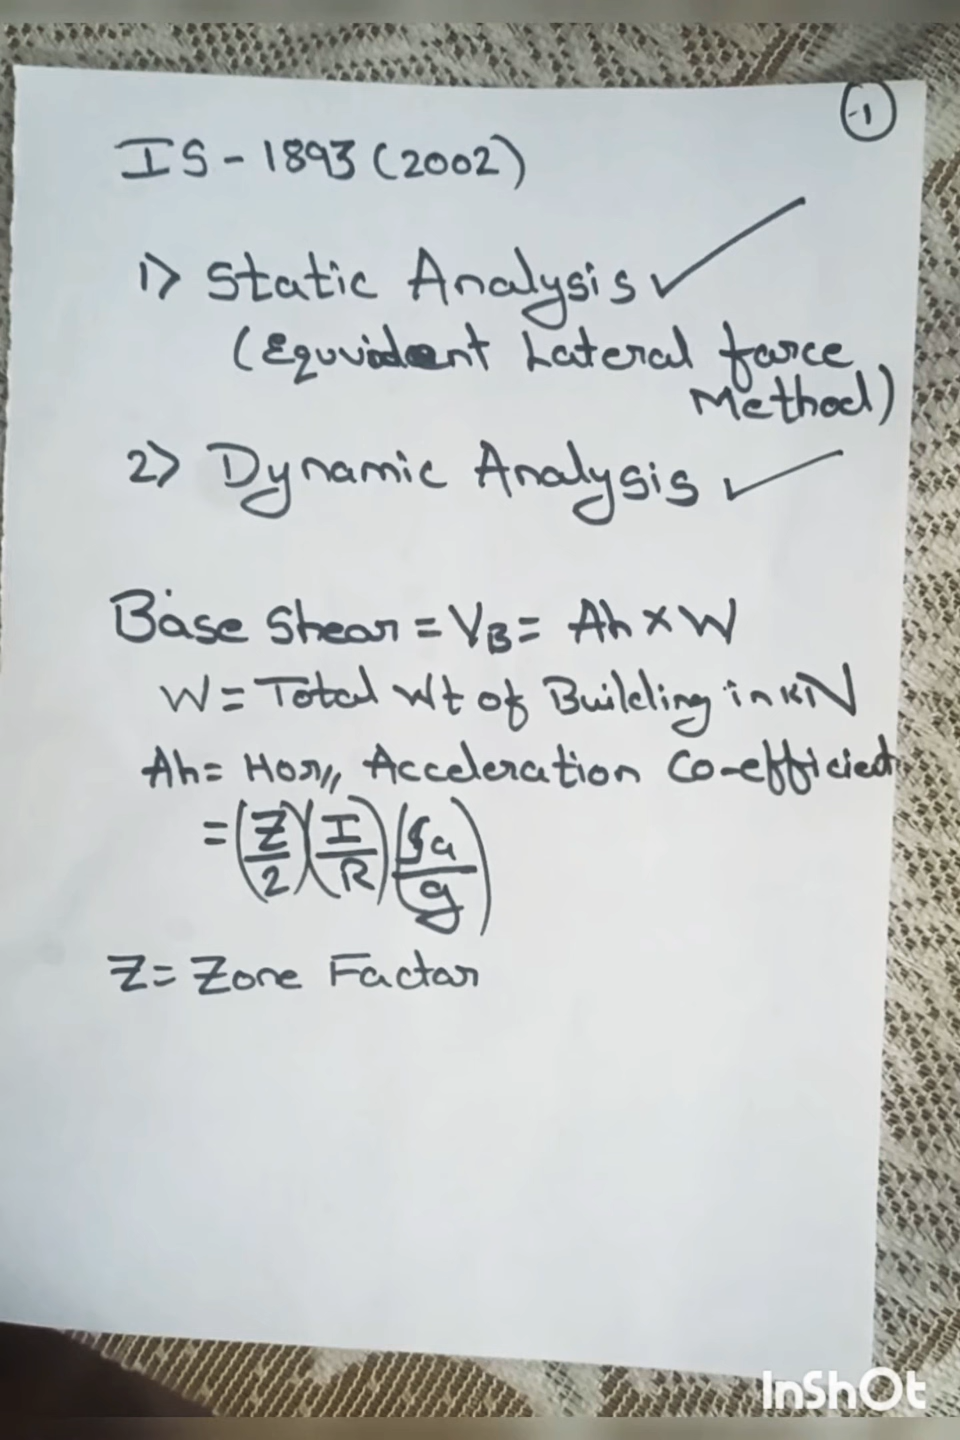 -1
IS - 1893 (2002)
1) Static Analysis ✓
(Equvident Lateral force
Method)
2) Dynamic Analysis ✓
Base Shear = VB = Ah × W
W = Total Wt of Building in kN
Ah = Hor// Acceleration Co-efficient
= (Z/2) (I/R) (Sa/g)
Z = Zone Factor
InShOt